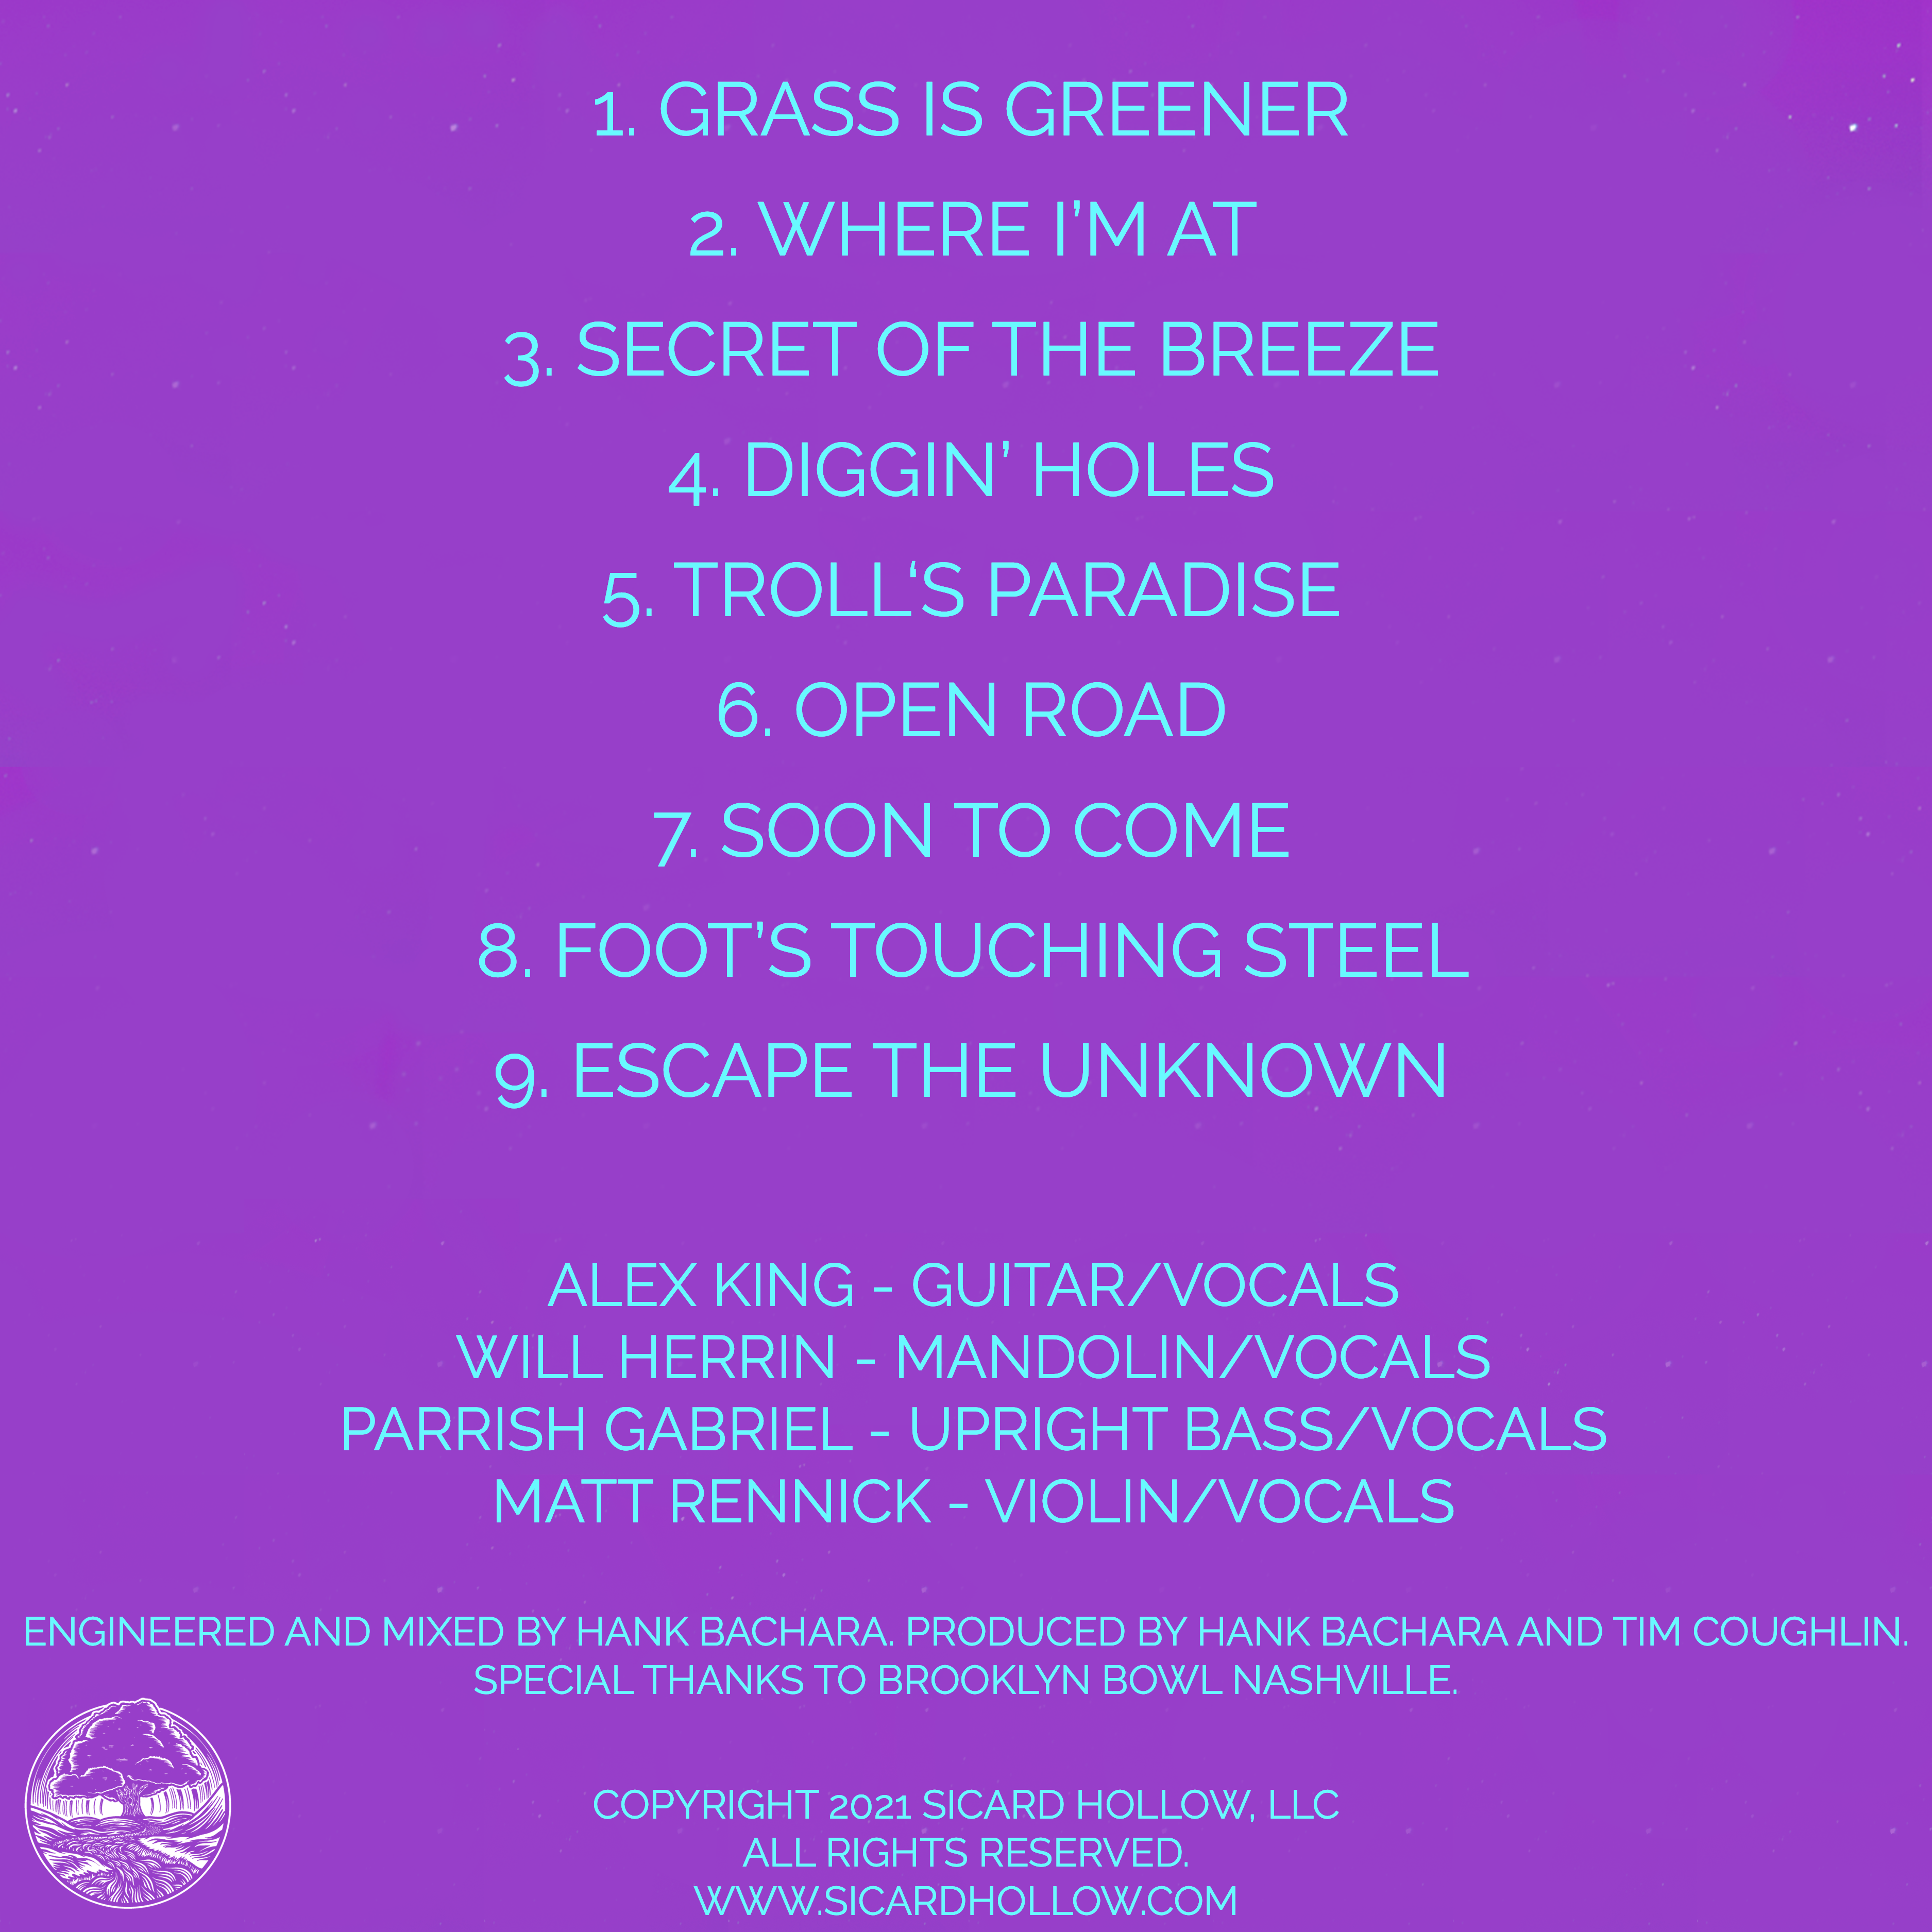 1. GRASS IS GREENER
2. WHERE I’M AT
3. SECRET OF THE BREEZE
4. DIGGIN’ HOLES
5. TROLL‘S PARADISE
6. OPEN ROAD
7. SOON TO COME
8. FOOT’S TOUCHING STEEL
9. ESCAPE THE UNKNOWN
ALEX KING - GUITAR/VOCALS
WILL HERRIN - MANDOLIN/VOCALS
PARRISH GABRIEL - UPRIGHT BASS/VOCALS
MATT RENNICK - VIOLIN/VOCALS
ENGINEERED AND MIXED BY HANK BACHARA. PRODUCED BY HANK BACHARA AND TIM COUGHLIN.
SPECIAL THANKS TO BROOKLYN BOWL NASHVILLE.
COPYRIGHT 2021 SICARD HOLLOW, LLC
ALL RIGHTS RESERVED.
WWW.SICARDHOLLOW.COM